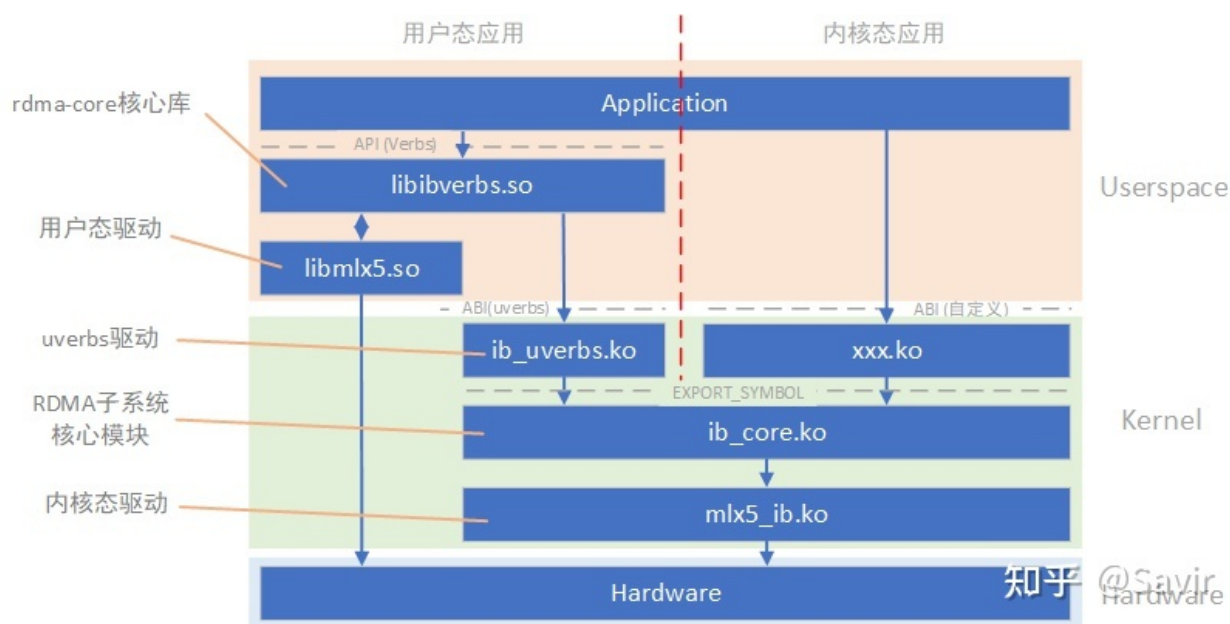 用户态应用
内核态应用
rdma-core核心库
Application
API (Verbs)
libibverbs.so
Userspace
用户态驱动
libmlx5.so
ABI(uverbs)
ABI (自定义)
uverbs驱动
ib_uverbs.ko
xxx.ko
EXPORT_SYMBOL
RDMA子系统
核心模块
ib_core.ko
Kernel
内核态驱动
mlx5_ib.ko
Hardware
知乎 @Savir
Hardware